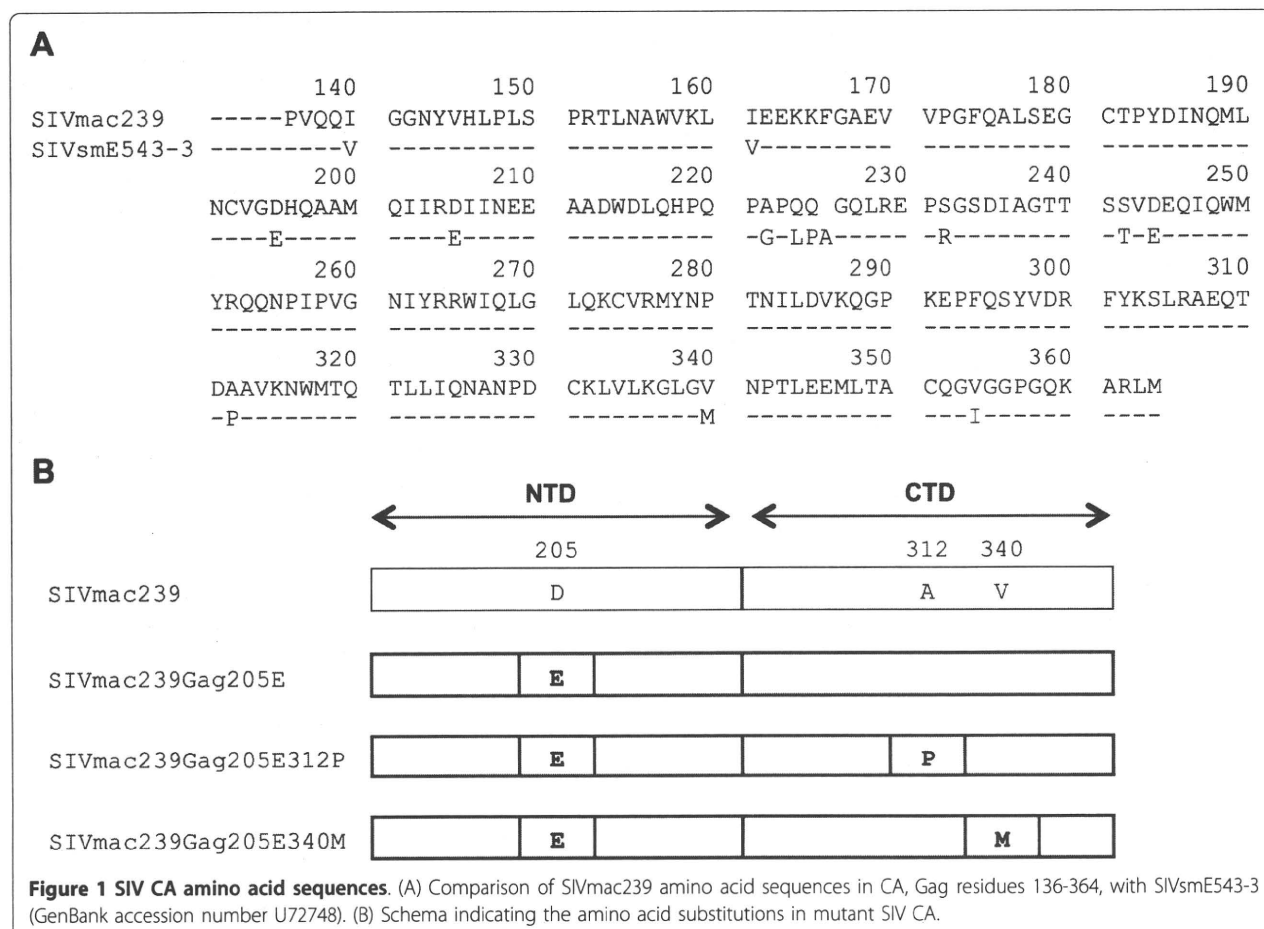 A
140 150 160 170 180 190
SIVmac239 -----PVQQI GGNYVHLPLS PRTLNAWVKL IEEKKFGAEV VPGFQALSEG CTPYDINQML
SIVsmE543-3 ---------V ---------- ---------- V--------- ---------- ----------
200 210 220 230 240 250
NCVGDHQAAM QIIRDIINEE AADWDLQHPQ PAPQQ GQLRE PSGSDIAGTT SSVDEQIQWM
----E----- ----E----- ---------- -G-LPA----- -R-------- -T-E------
260 270 280 290 300 310
YRQQNPIPVG NIYRRWIQLG LQKCVRMYNP TNILDVKQGP KEPFQSYVDR FYKSLRAEQT
---------- ---------- ---------- ---------- ---------- ----------
320 330 340 350 360
DAAVKNWMTQ TLLIQNANPD CKLVLKGLGV NPTLEEMLTA CQGVGGPGQK ARLM
-P-------- ---------- ---------M ---------- ---I------ ----
B
NTD CTD
205 312 340
SIVmac239 D A V
SIVmac239Gag205E E
SIVmac239Gag205E312P E P
SIVmac239Gag205E340M E M
Figure 1 SIV CA amino acid sequences. (A) Comparison of SIVmac239 amino acid sequences in CA, Gag residues 136-364, with SIVsmE543-3
(GenBank accession number U72748). (B) Schema indicating the amino acid substitutions in mutant SIV CA.